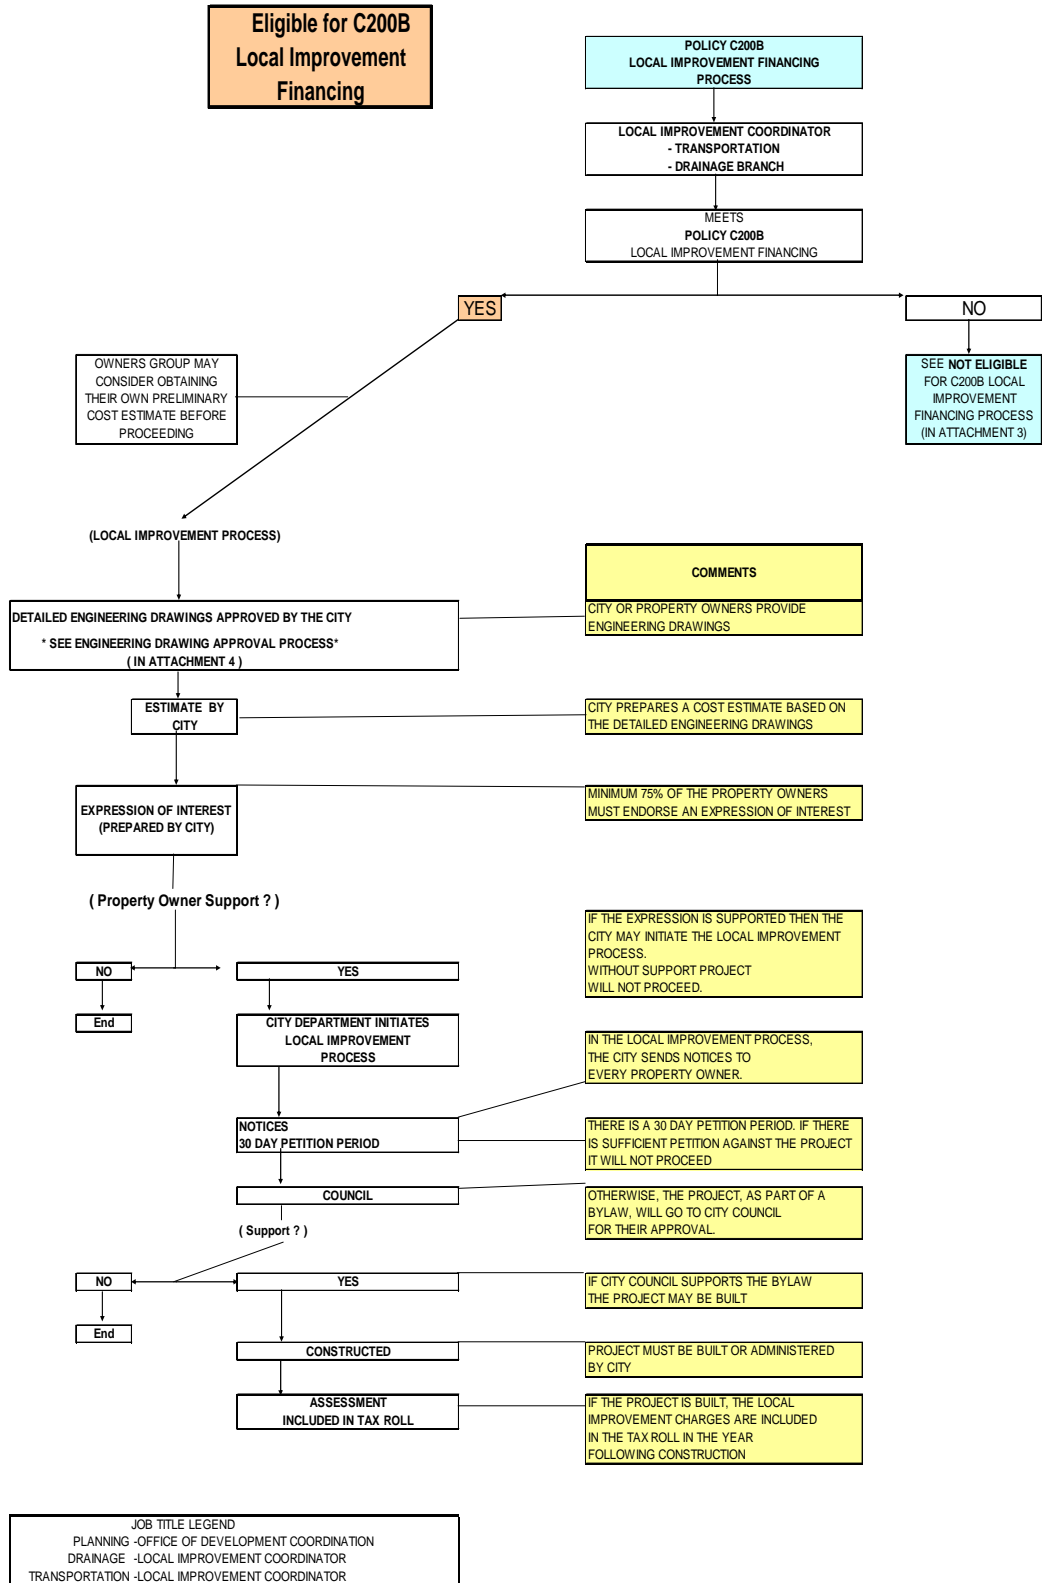 Eligible for C200B
Local Improvement
Financing
POLICY C200B
LOCAL IMPROVEMENT FINANCING
PROCESS
LOCAL IMPROVEMENT COORDINATOR
- TRANSPORTATION
- DRAINAGE BRANCH
MEETS
POLICY C200B
LOCAL IMPROVEMENT FINANCING
YES
NO
OWNERS GROUP MAY
CONSIDER OBTAINING
THEIR OWN PRELIMINARY
COST ESTIMATE BEFORE
PROCEEDING
SEE NOT ELIGIBLE
FOR C200B LOCAL
IMPROVEMENT
FINANCING PROCESS
(IN ATTACHMENT 3)
(LOCAL IMPROVEMENT PROCESS)
COMMENTS
DETAILED ENGINEERING DRAWINGS APPROVED BY THE CITY
* SEE ENGINEERING DRAWING APPROVAL PROCESS*
( IN ATTACHMENT 4 )
CITY OR PROPERTY OWNERS PROVIDE
ENGINEERING DRAWINGS
ESTIMATE BY
CITY
CITY PREPARES A COST ESTIMATE BASED ON
THE DETAILED ENGINEERING DRAWINGS
EXPRESSION OF INTEREST
(PREPARED BY CITY)
MINIMUM 75% OF THE PROPERTY OWNERS
MUST ENDORSE AN EXPRESSION OF INTEREST
( Property Owner Support ? )
IF THE EXPRESSION IS SUPPORTED THEN THE
CITY MAY INITIATE THE LOCAL IMPROVEMENT
PROCESS.
WITHOUT SUPPORT PROJECT
WILL NOT PROCEED.
NO
YES
End
CITY DEPARTMENT INITIATES
LOCAL IMPROVEMENT
PROCESS
IN THE LOCAL IMPROVEMENT PROCESS,
THE CITY SENDS NOTICES TO
EVERY PROPERTY OWNER.
NOTICES
30 DAY PETITION PERIOD
THERE IS A 30 DAY PETITION PERIOD. IF THERE
IS SUFFICIENT PETITION AGAINST THE PROJECT
IT WILL NOT PROCEED
COUNCIL
OTHERWISE, THE PROJECT, AS PART OF A
BYLAW, WILL GO TO CITY COUNCIL
FOR THEIR APPROVAL.
( Support ? )
NO
YES
IF CITY COUNCIL SUPPORTS THE BYLAW
THE PROJECT MAY BE BUILT
End
CONSTRUCTED
PROJECT MUST BE BUILT OR ADMINISTERED
BY CITY
ASSESSMENT
INCLUDED IN TAX ROLL
IF THE PROJECT IS BUILT, THE LOCAL
IMPROVEMENT CHARGES ARE INCLUDED
IN THE TAX ROLL IN THE YEAR
FOLLOWING CONSTRUCTION
JOB TITLE LEGEND
PLANNING -OFFICE OF DEVELOPMENT COORDINATION
DRAINAGE -LOCAL IMPROVEMENT COORDINATOR
TRANSPORTATION -LOCAL IMPROVEMENT COORDINATOR